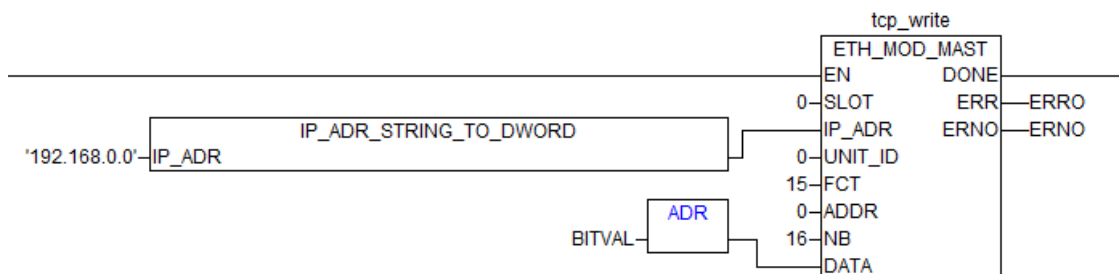 tcp_write
ETH_MOD_MAST
EN DONE
0 SLOT ERR ERRO
IP_ADR_STRING_TO_DWORD
'192.168.0.0' IP_ADR
IP_ADR ERNO ERNO
0 UNIT_ID
15 FCT
ADR
0 ADDR
BITVAL
16 NB
DATA